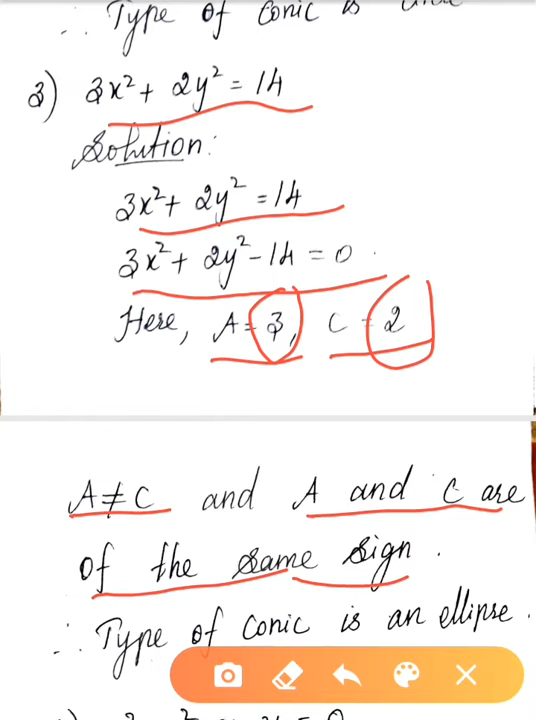 ∴ Type of Conic is
3) 3x² + 2y² = 14
Solution:
3x² + 2y² = 14
3x² + 2y² - 14 = 0.
Here, A = 3, C = 2
A ≠ C and A and C are
of the same sign.
∴ Type of conic is an ellipse.